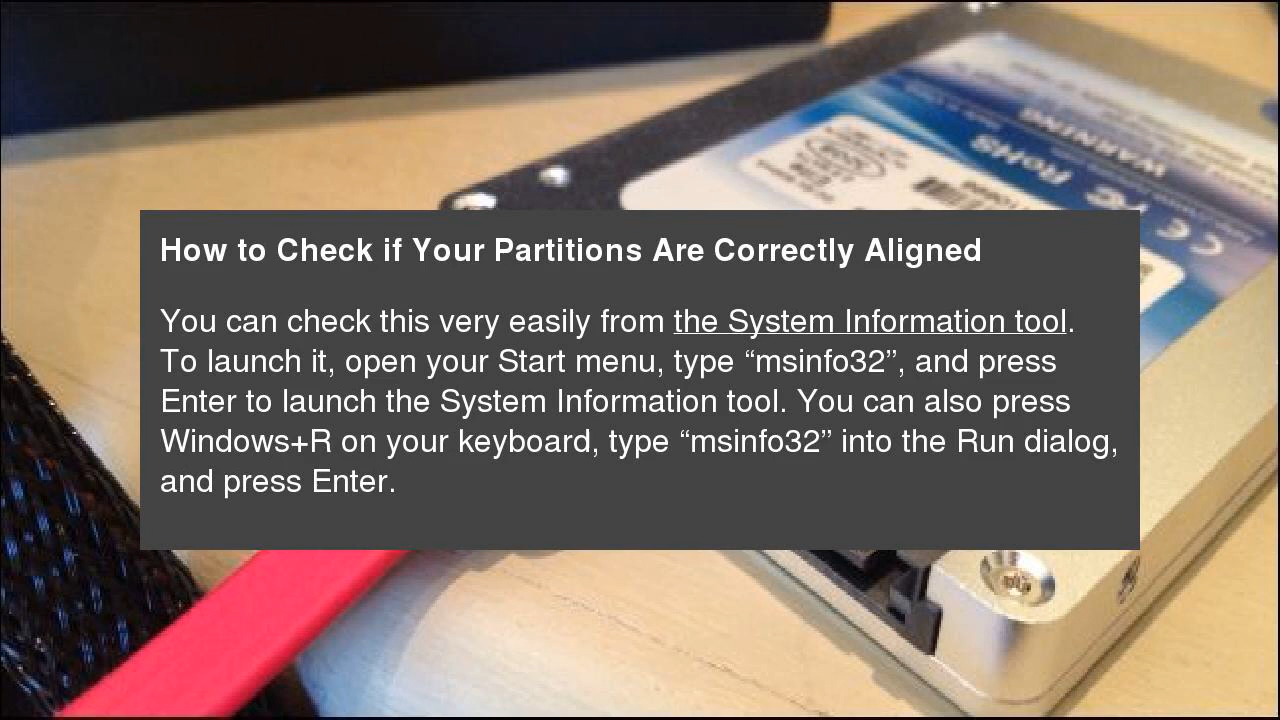 WARNING
RoHS
CE FC
How to Check if Your Partitions Are Correctly Aligned
You can check this very easily from the System Information tool.
To launch it, open your Start menu, type “msinfo32”, and press
Enter to launch the System Information tool. You can also press
Windows+R on your keyboard, type “msinfo32” into the Run dialog,
and press Enter.